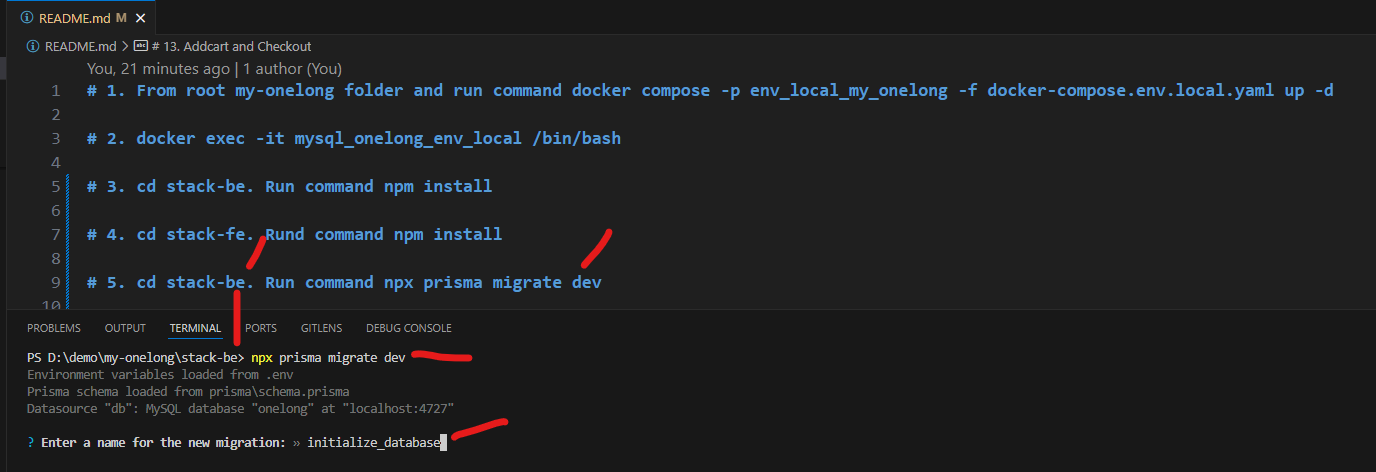 README.md M
README.md > # 13. Addcart and Checkout
You, 21 minutes ago | 1 author (You)
1 # 1. From root my-onelong folder and run command docker compose -p env_local_my_onelong -f docker-compose.env.local.yaml up -d
2
3 # 2. docker exec -it mysql_onelong_env_local /bin/bash
4
5 # 3. cd stack-be. Run command npm install
6
7 # 4. cd stack-fe. Rund command npm install
8
9 # 5. cd stack-be. Run command npx prisma migrate dev
10
PROBLEMS OUTPUT TERMINAL PORTS GITLENS DEBUG CONSOLE
PS D:\demo\my-onelong\stack-be> npx prisma migrate dev
Environment variables loaded from .env
Prisma schema loaded from prisma\schema.prisma
Datasource "db": MySQL database "onelong" at "localhost:4727"
? Enter a name for the new migration: » initialize_database